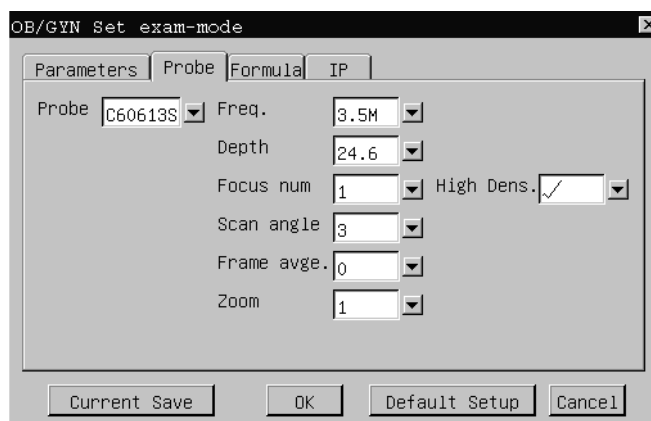 OB/GYN Set exam-mode
Parameters Probe Formula IP
Probe C60613S Freq. 3.5M
Depth 24.6
Focus num 1 High Dens. ✓
Scan angle 3
Frame avge. 0
Zoom 1
Current Save OK Default Setup Cancel